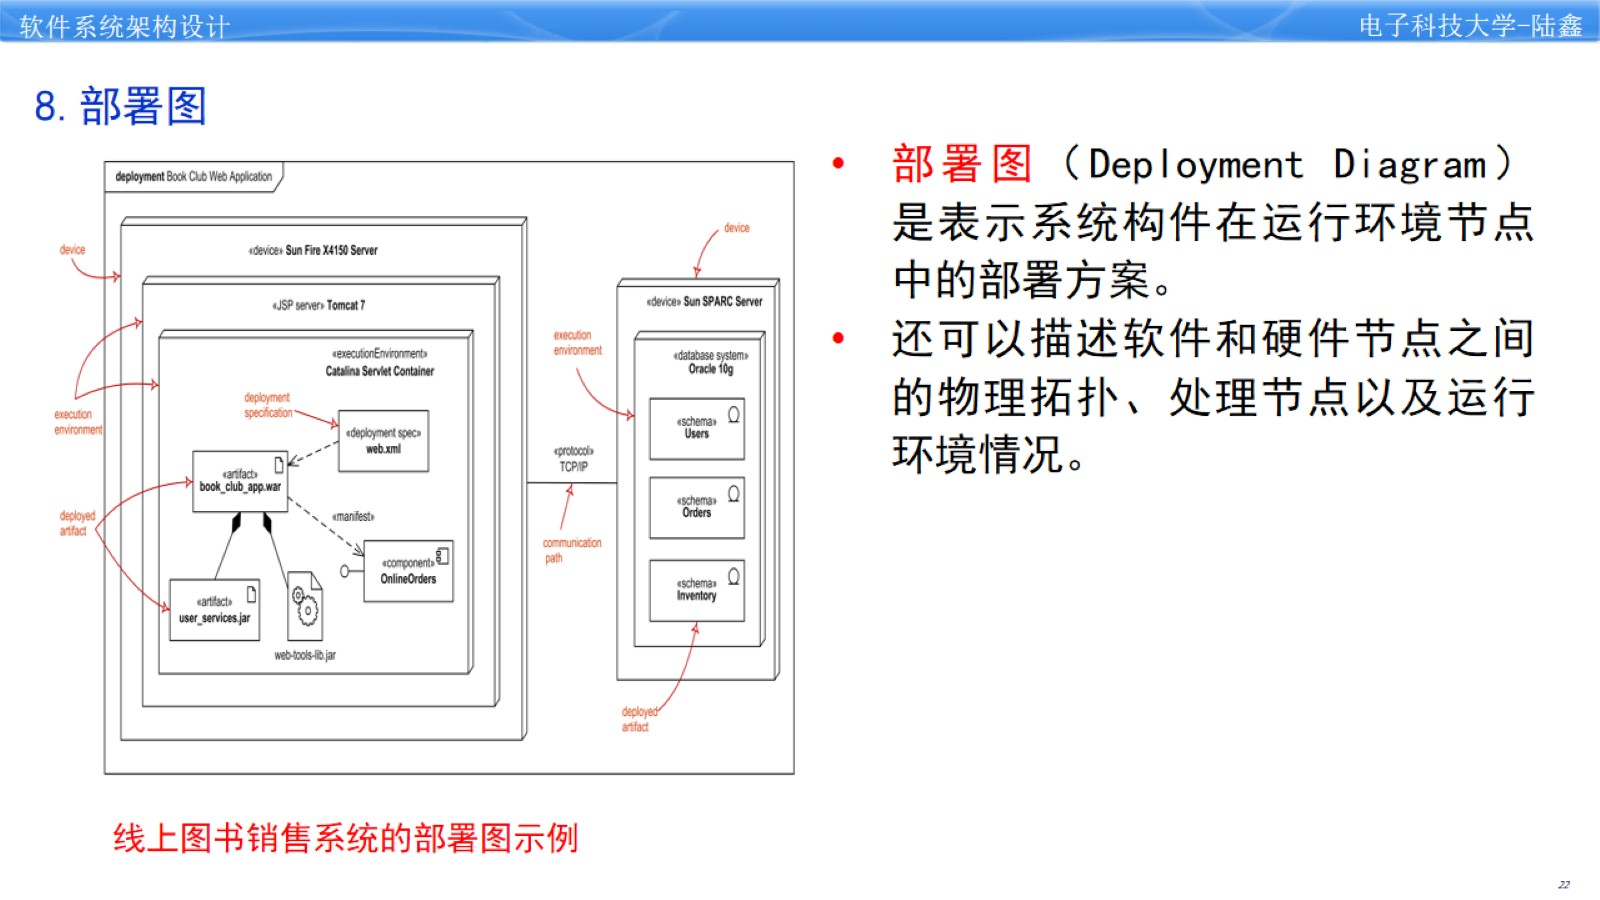 软件系统架构设计
电子科技大学-陆鑫
8. 部署图
deployment Book Club Web Application
device
«device» Sun Fire X4150 Server
«JSP server» Tomcat 7
«executionEnvironment»
Catalina Servlet Container
execution
environment
deployment
specification
«deployment spec»
web.xml
«artifact»
book_club_app.war
«manifest»
deployed
artifact
«component»
OnlineOrders
«artifact»
user_services.jar
web-tools-lib.jar
«protocol»
TCP/IP
communication
path
device
«device» Sun SPARC Server
execution
environment
«database system»
Oracle 10g
«schema»
Users
«schema»
Orders
«schema»
Inventory
deployed
artifact
线上图书销售系统的部署图示例
• 部署图（Deployment Diagram）
是表示系统构件在运行环境节点
中的部署方案。
• 还可以描述软件和硬件节点之间
的物理拓扑、处理节点以及运行
环境情况。
22